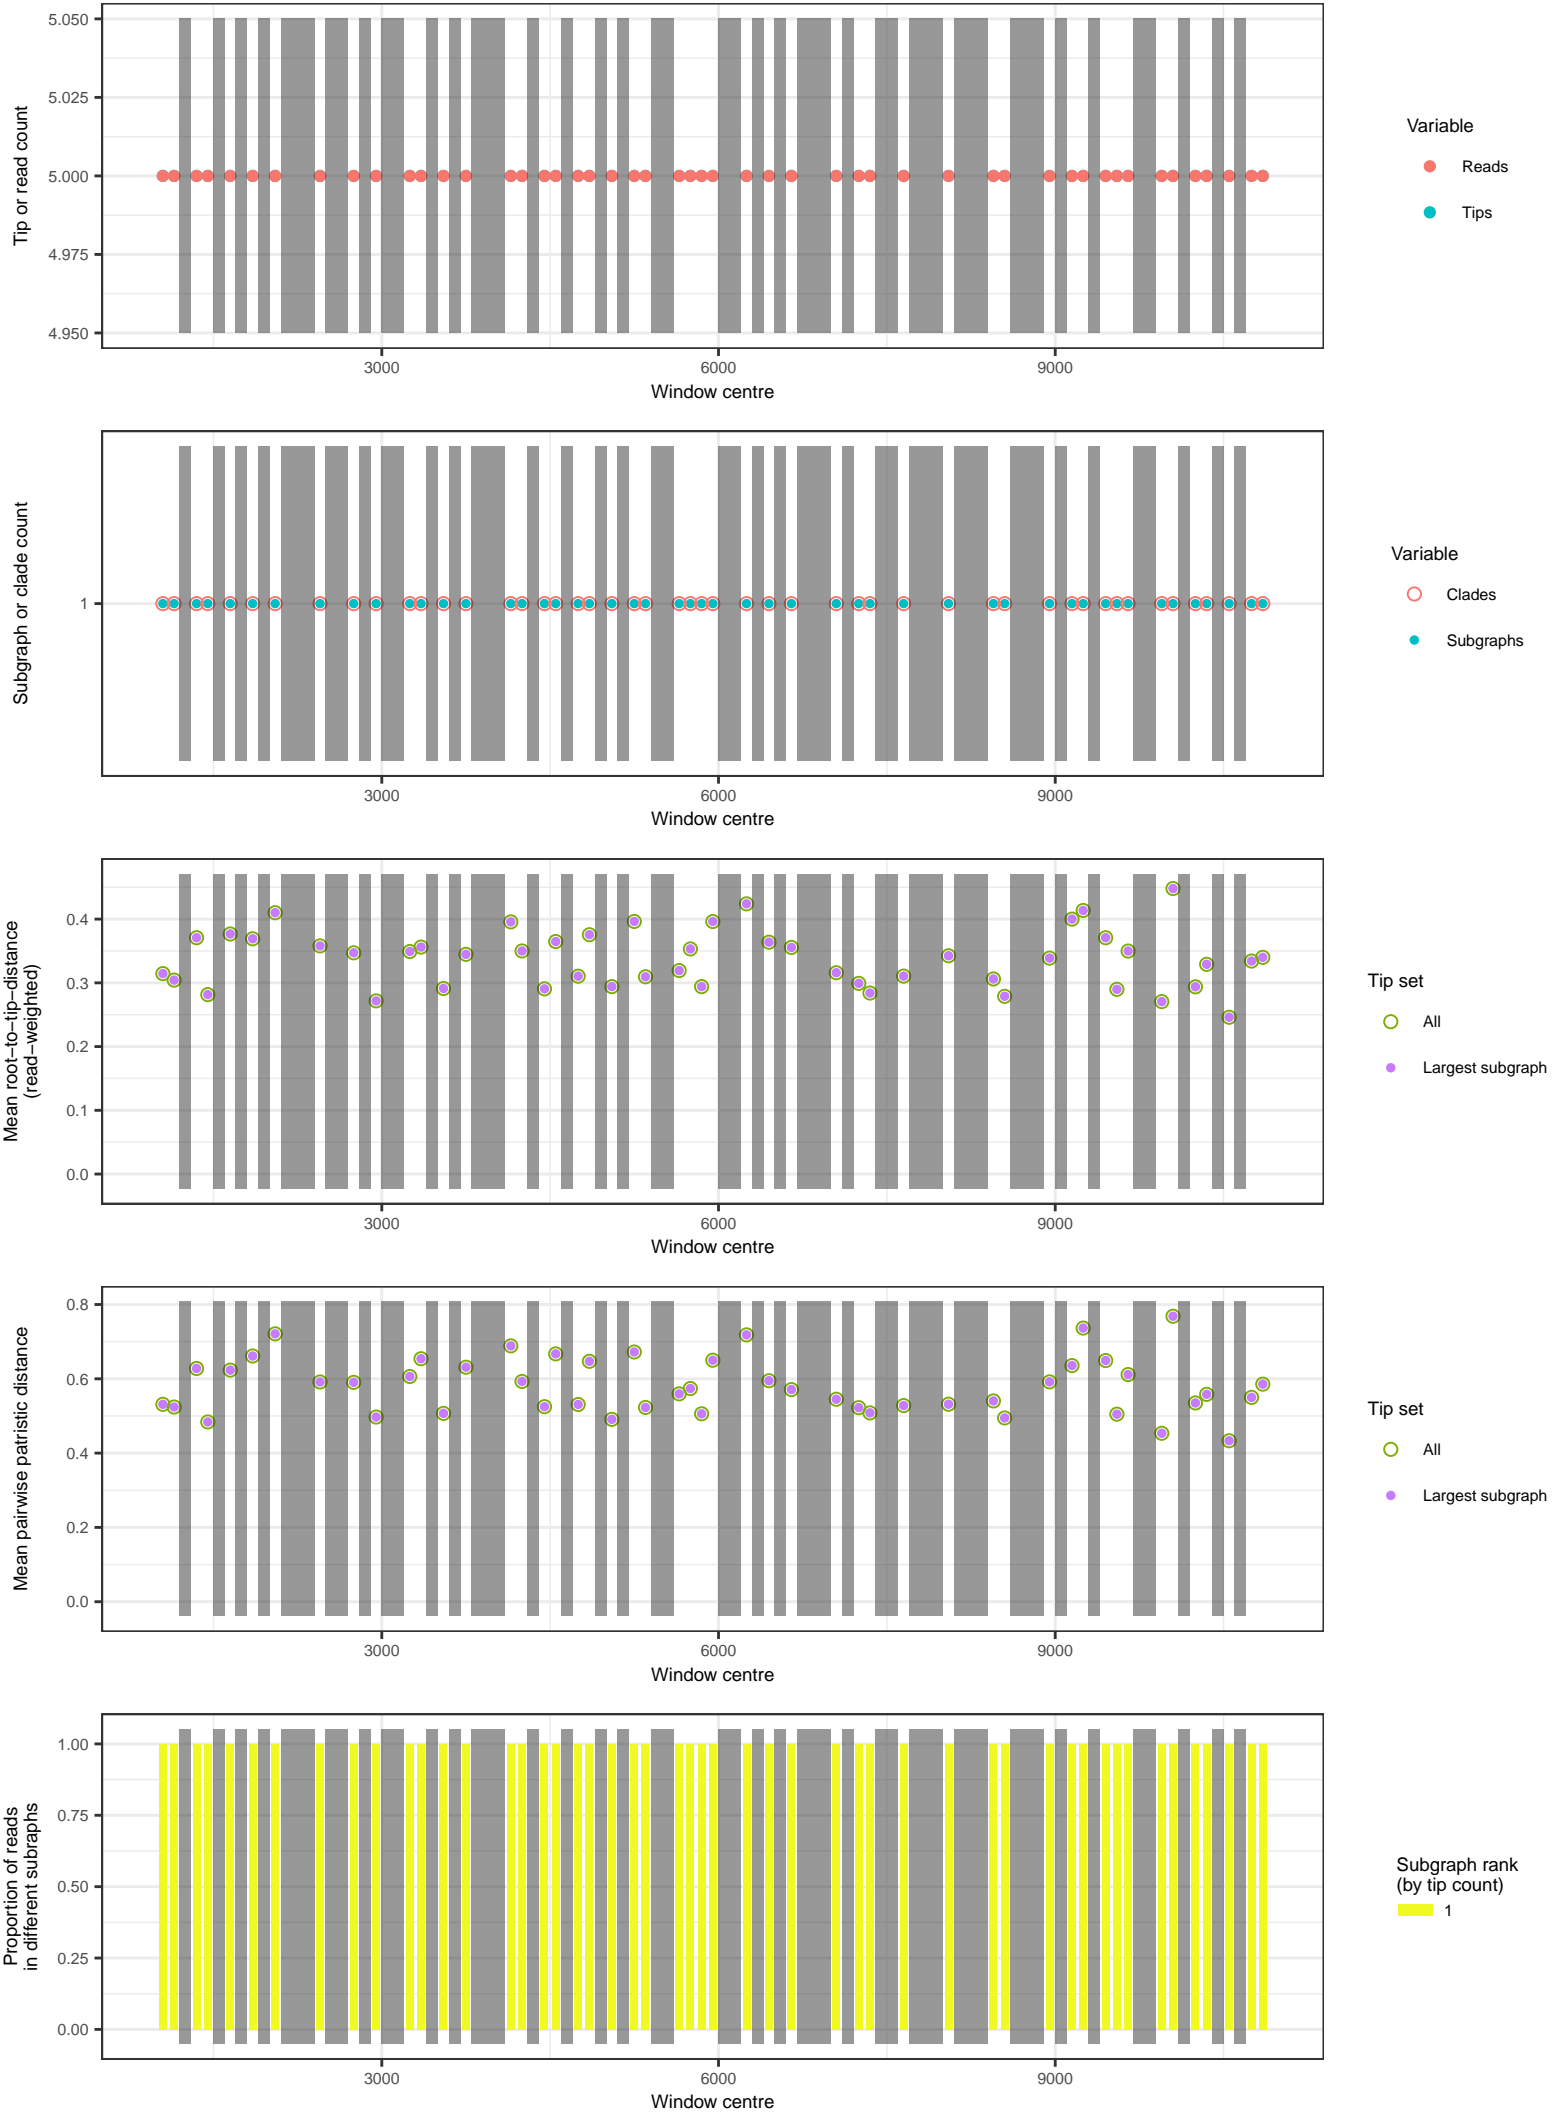 5.050
5.025
5.000
4.975
4.950
Tip or read count
3000 6000 9000
Window centre
Variable
Reads
Tips
1
Subgraph or clade count
3000 6000 9000
Window centre
Variable
Clades
Subgraphs
0.4
0.3
0.2
0.1
0.0
Mean root−to−tip−distance
(read−weighted)
3000 6000 9000
Window centre
Tip set
All
Largest subgraph
0.8
0.6
0.4
0.2
0.0
Mean pairwise patristic distance
3000 6000 9000
Window centre
Tip set
All
Largest subgraph
1.00
0.75
0.50
0.25
0.00
Proportion of reads
in different subraphs
3000 6000 9000
Window centre
Subgraph rank
(by tip count)
1